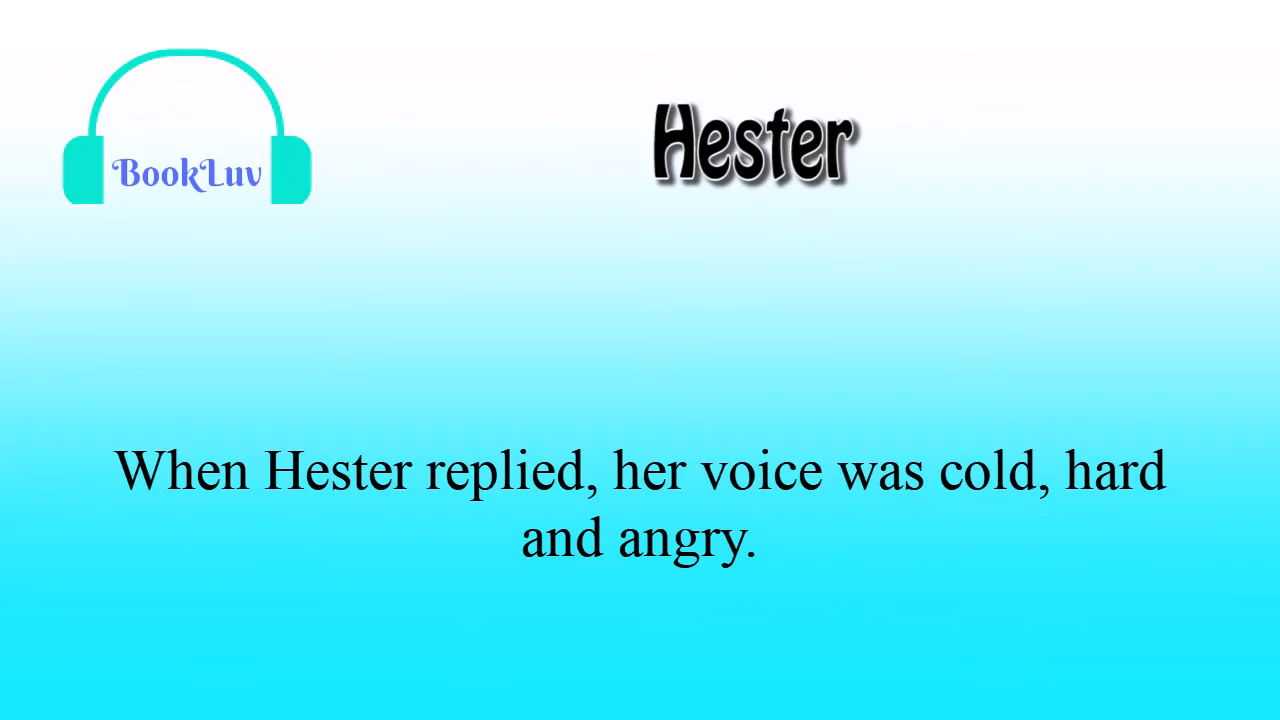 BookLuv
Hester
When Hester replied, her voice was cold, hard
and angry.